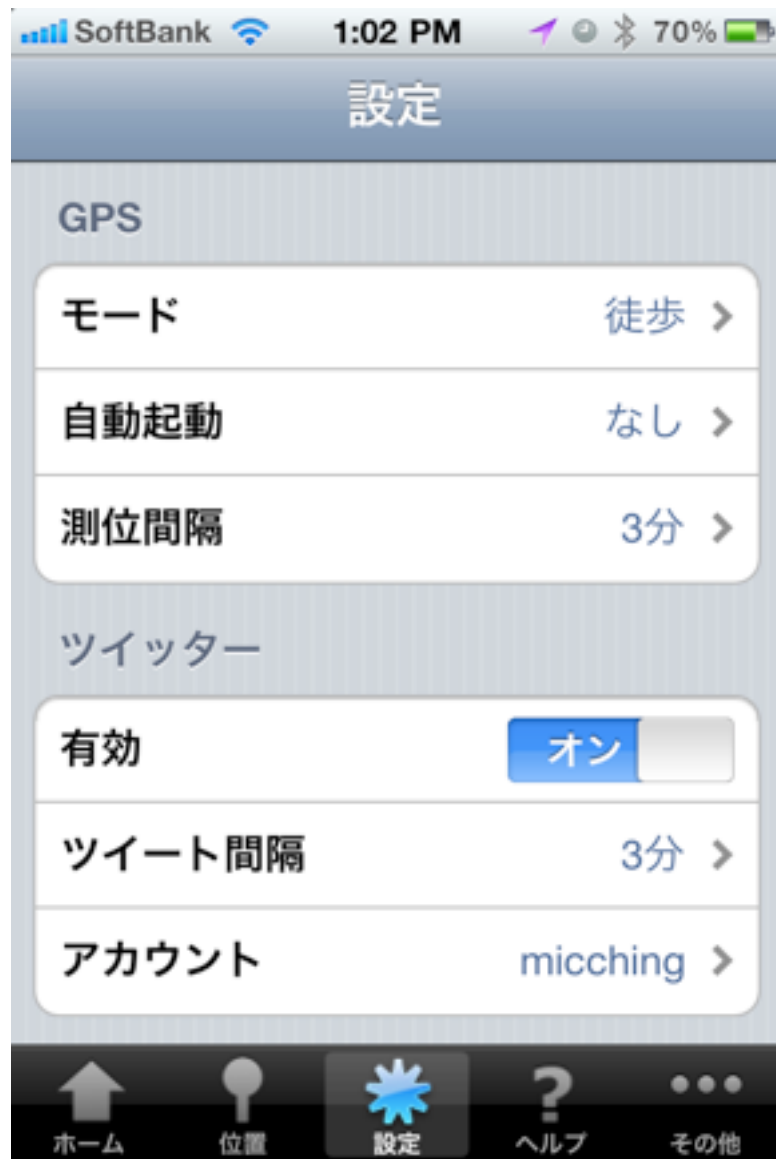 SoftBank 1:02 PM 70%
設定
GPS
モード 徒歩
自動起動 なし
測位間隔 3分
ツイッター
有効 オン
ツイート間隔 3分
アカウント micching
ホーム 位置 設定 ヘルプ その他